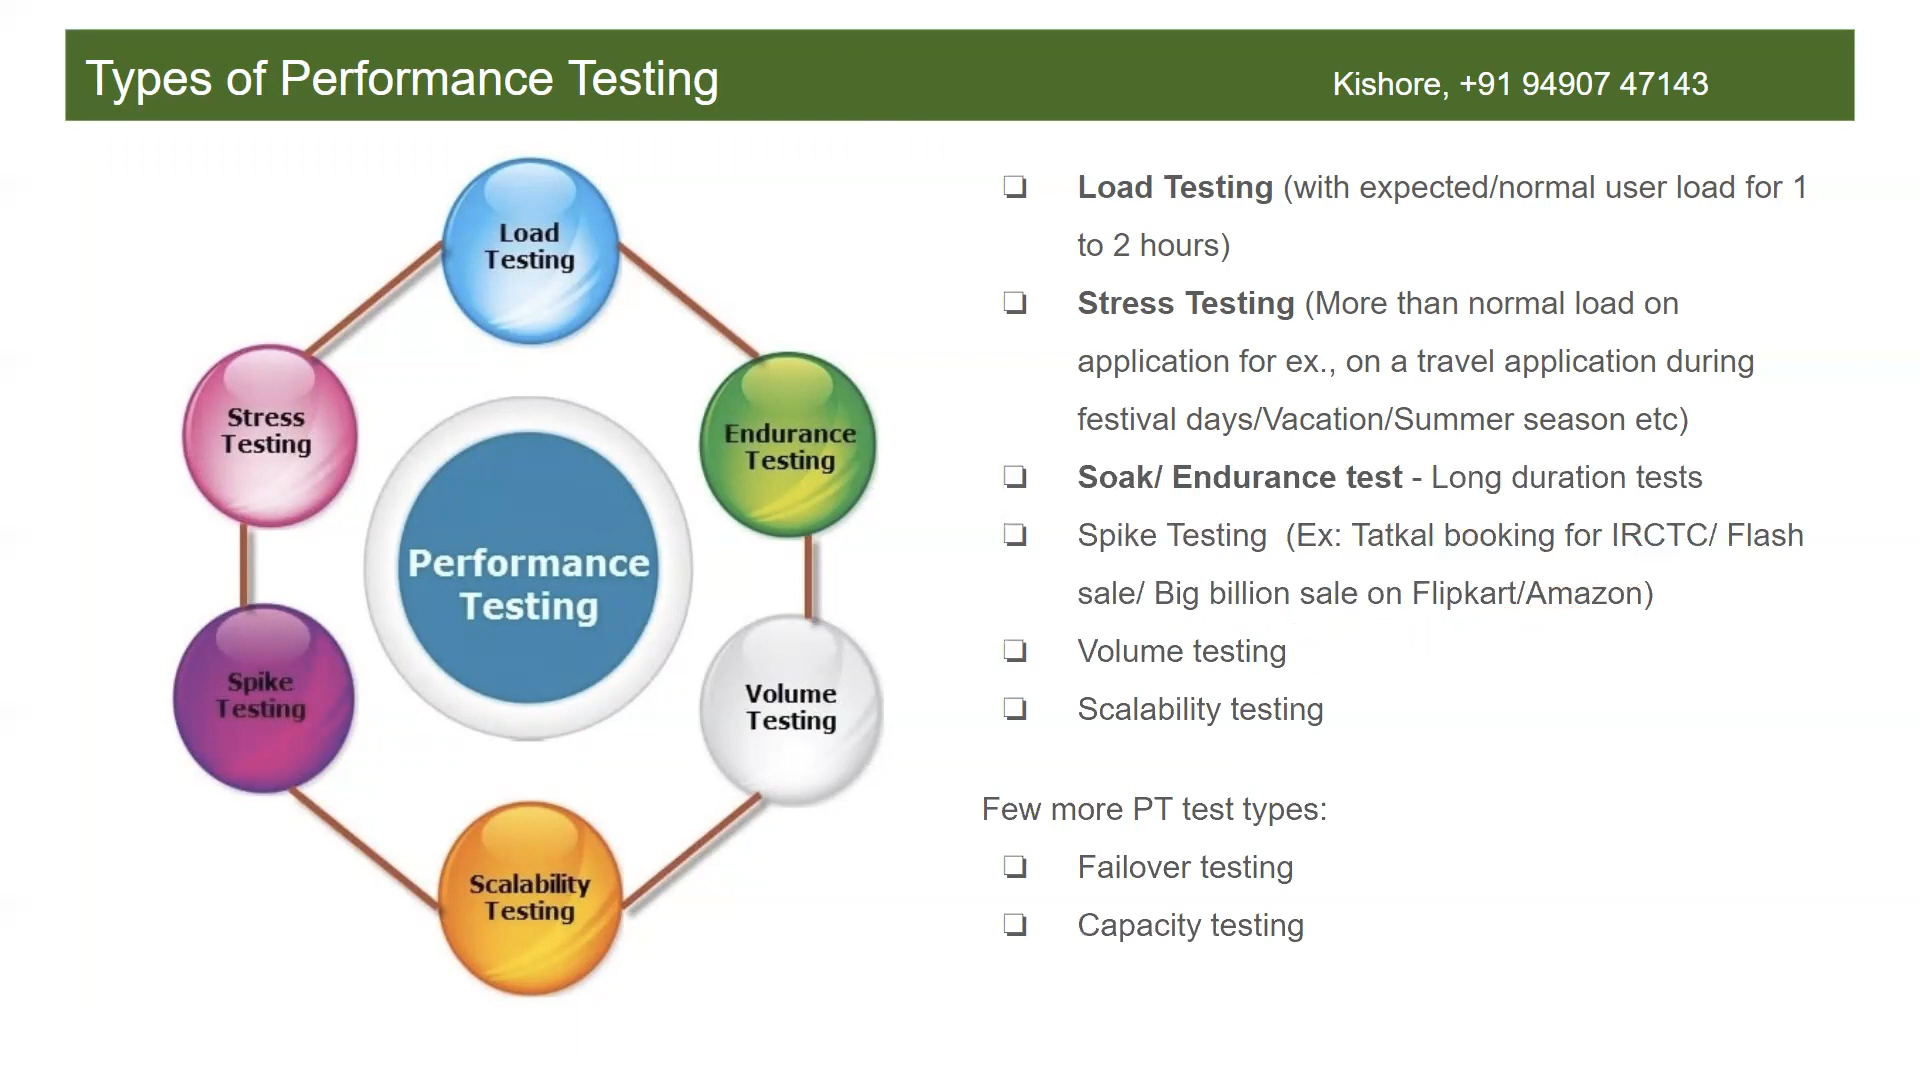 Types of Performance Testing
Kishore, +91 94907 47143
Load
Testing
Stress
Testing
Endurance
Testing
Performance
Testing
Spike
Testing
Volume
Testing
Scalability
Testing
❏ Load Testing (with expected/normal user load for 1
to 2 hours)
❏ Stress Testing (More than normal load on
application for ex., on a travel application during
festival days/Vacation/Summer season etc)
❏ Soak/ Endurance test - Long duration tests
❏ Spike Testing  (Ex: Tatkal booking for IRCTC/ Flash
sale/ Big billion sale on Flipkart/Amazon)
❏ Volume testing
❏ Scalability testing
Few more PT test types:
❏ Failover testing
❏ Capacity testing